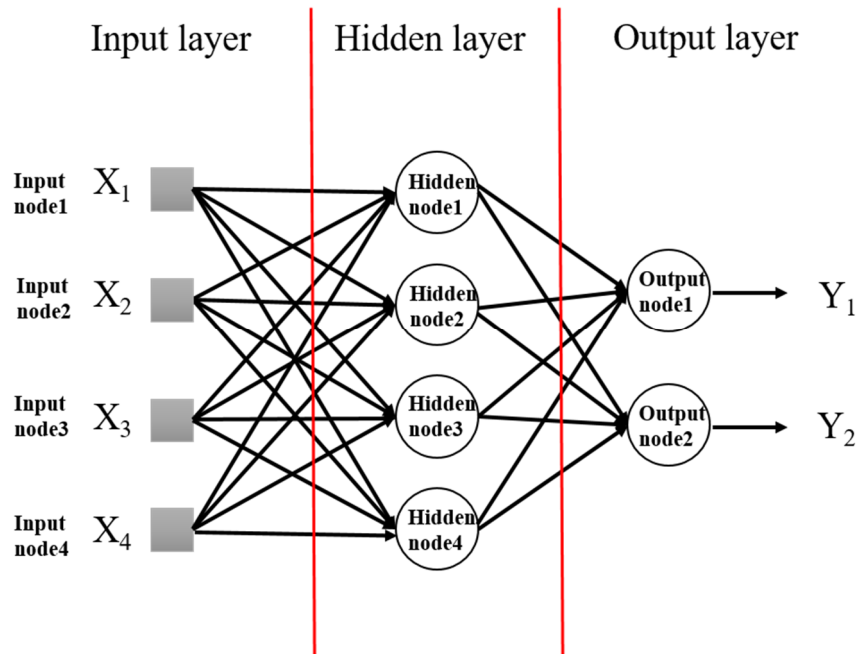 Input layer
Hidden layer
Output layer
Input
node1
X₁
Input
node2
X₂
Input
node3
X₃
Input
node4
X₄
Hidden
node1
Hidden
node2
Hidden
node3
Hidden
node4
Output
node1
Output
node2
Y₁
Y₂